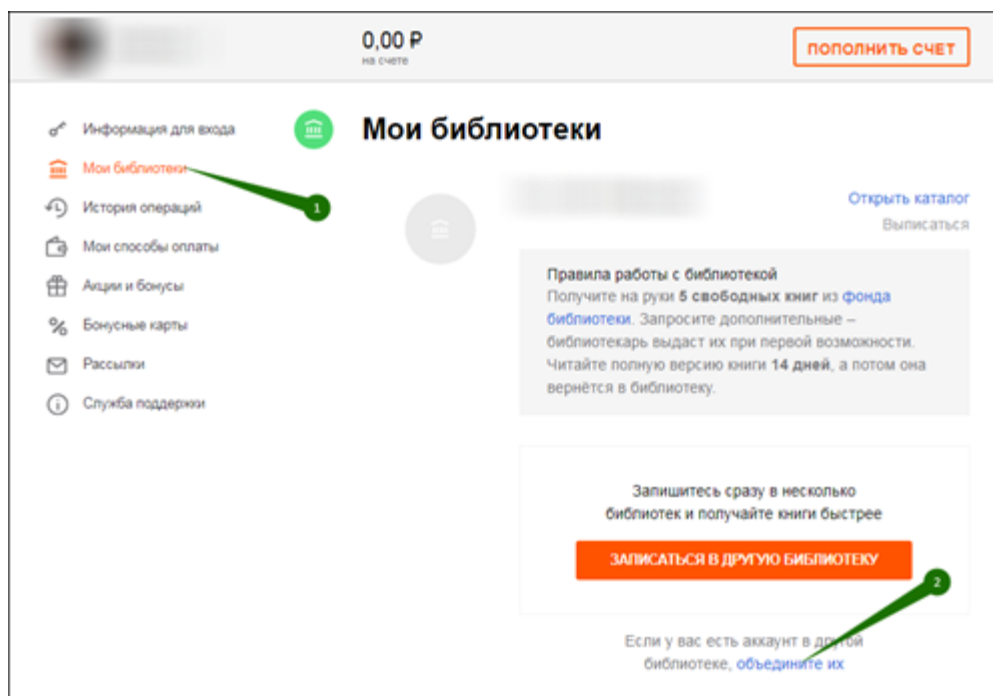 0,00 ₽
на счете
ПОПОЛНИТЬ СЧЕТ
Информация для входа
Мои библиотеки
История операций
Мои способы оплаты
Акции и бонусы
Бонусные карты
Рассылки
Служба поддержки
1
Мои библиотеки
Открыть каталог
Выписаться
Правила работы с библиотекой
Получите на руки 5 свободных книг из фонда
библиотеки. Запросите дополнительные –
библиотекарь выдаст их при первой возможности.
Читайте полную версию книги 14 дней, а потом она
вернётся в библиотеку.
Запишитесь сразу в несколько
библиотек и получайте книги быстрее
ЗАПИСАТЬСЯ В ДРУГУЮ БИБЛИОТЕКУ
2
Если у вас есть аккаунт в другой
библиотеке, объедините их